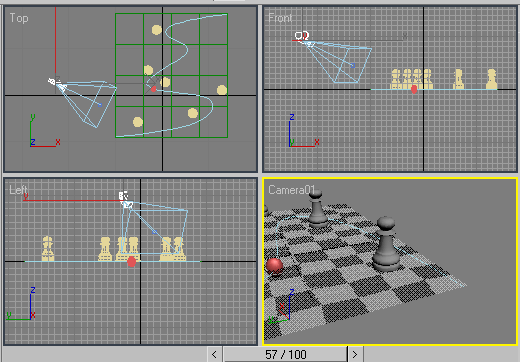 Top
Front
y
z x
z
x
Left
Camera01
y
z
y x
z
x
y
< 57 / 100 >